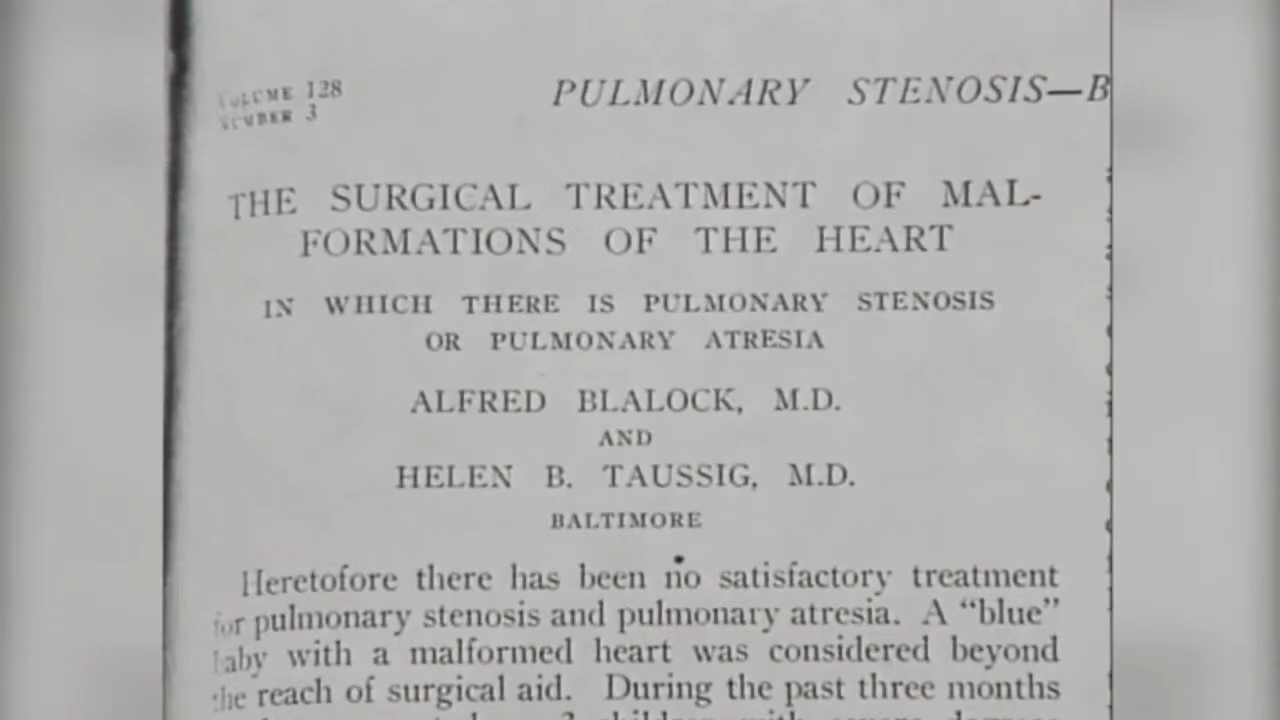 VOLUME 128
NUMBER 3
PULMONARY STENOSIS—B
THE SURGICAL TREATMENT OF MAL-
FORMATIONS OF THE HEART
IN WHICH THERE IS PULMONARY STENOSIS
OR PULMONARY ATRESIA
ALFRED BLALOCK, M.D.
AND
HELEN B. TAUSSIG, M.D.
BALTIMORE
Heretofore there has been no satisfactory treatment
for pulmonary stenosis and pulmonary atresia. A “blue”
baby with a malformed heart was considered beyond
the reach of surgical aid. During the past three months